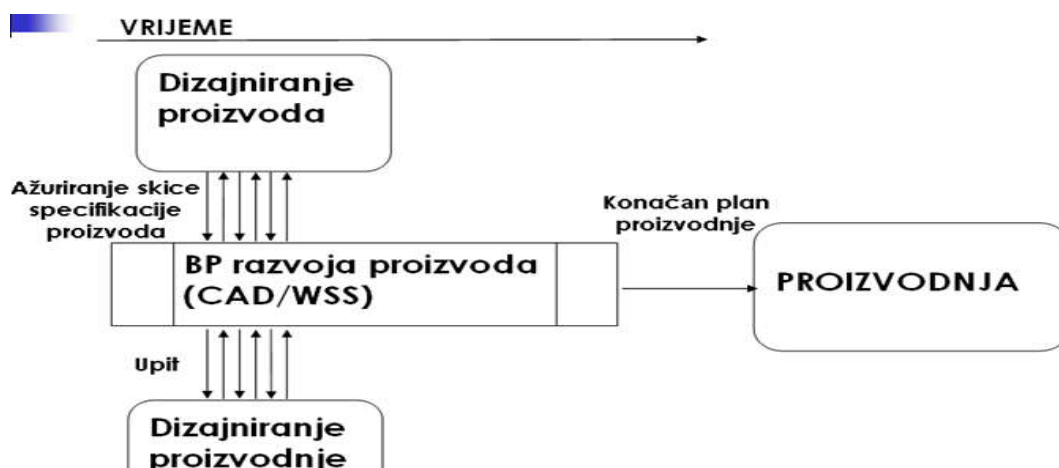 VRIJEME
Dizajniranje
proizvoda
Ažuriranje skice
specifikacije
proizvoda
Konačan plan
proizvodnje
BP razvoja proizvoda
(CAD/WSS)
PROIZVODNJA
Upit
Dizajniranje
proizvodnje